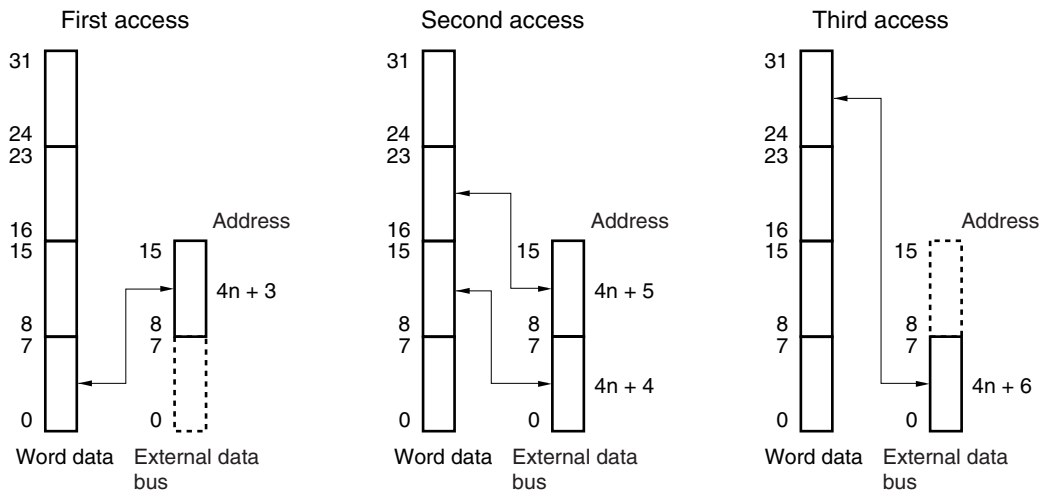 First access
31
24
23
16
15
8
7
0
Address
15
8
7
0
4n + 3
Word data
External data
bus
Second access
31
24
23
16
15
8
7
0
Address
15
8
7
0
4n + 5
4n + 4
Word data
External data
bus
Third access
31
24
23
16
15
8
7
0
Address
15
8
7
0
4n + 6
Word data
External data
bus